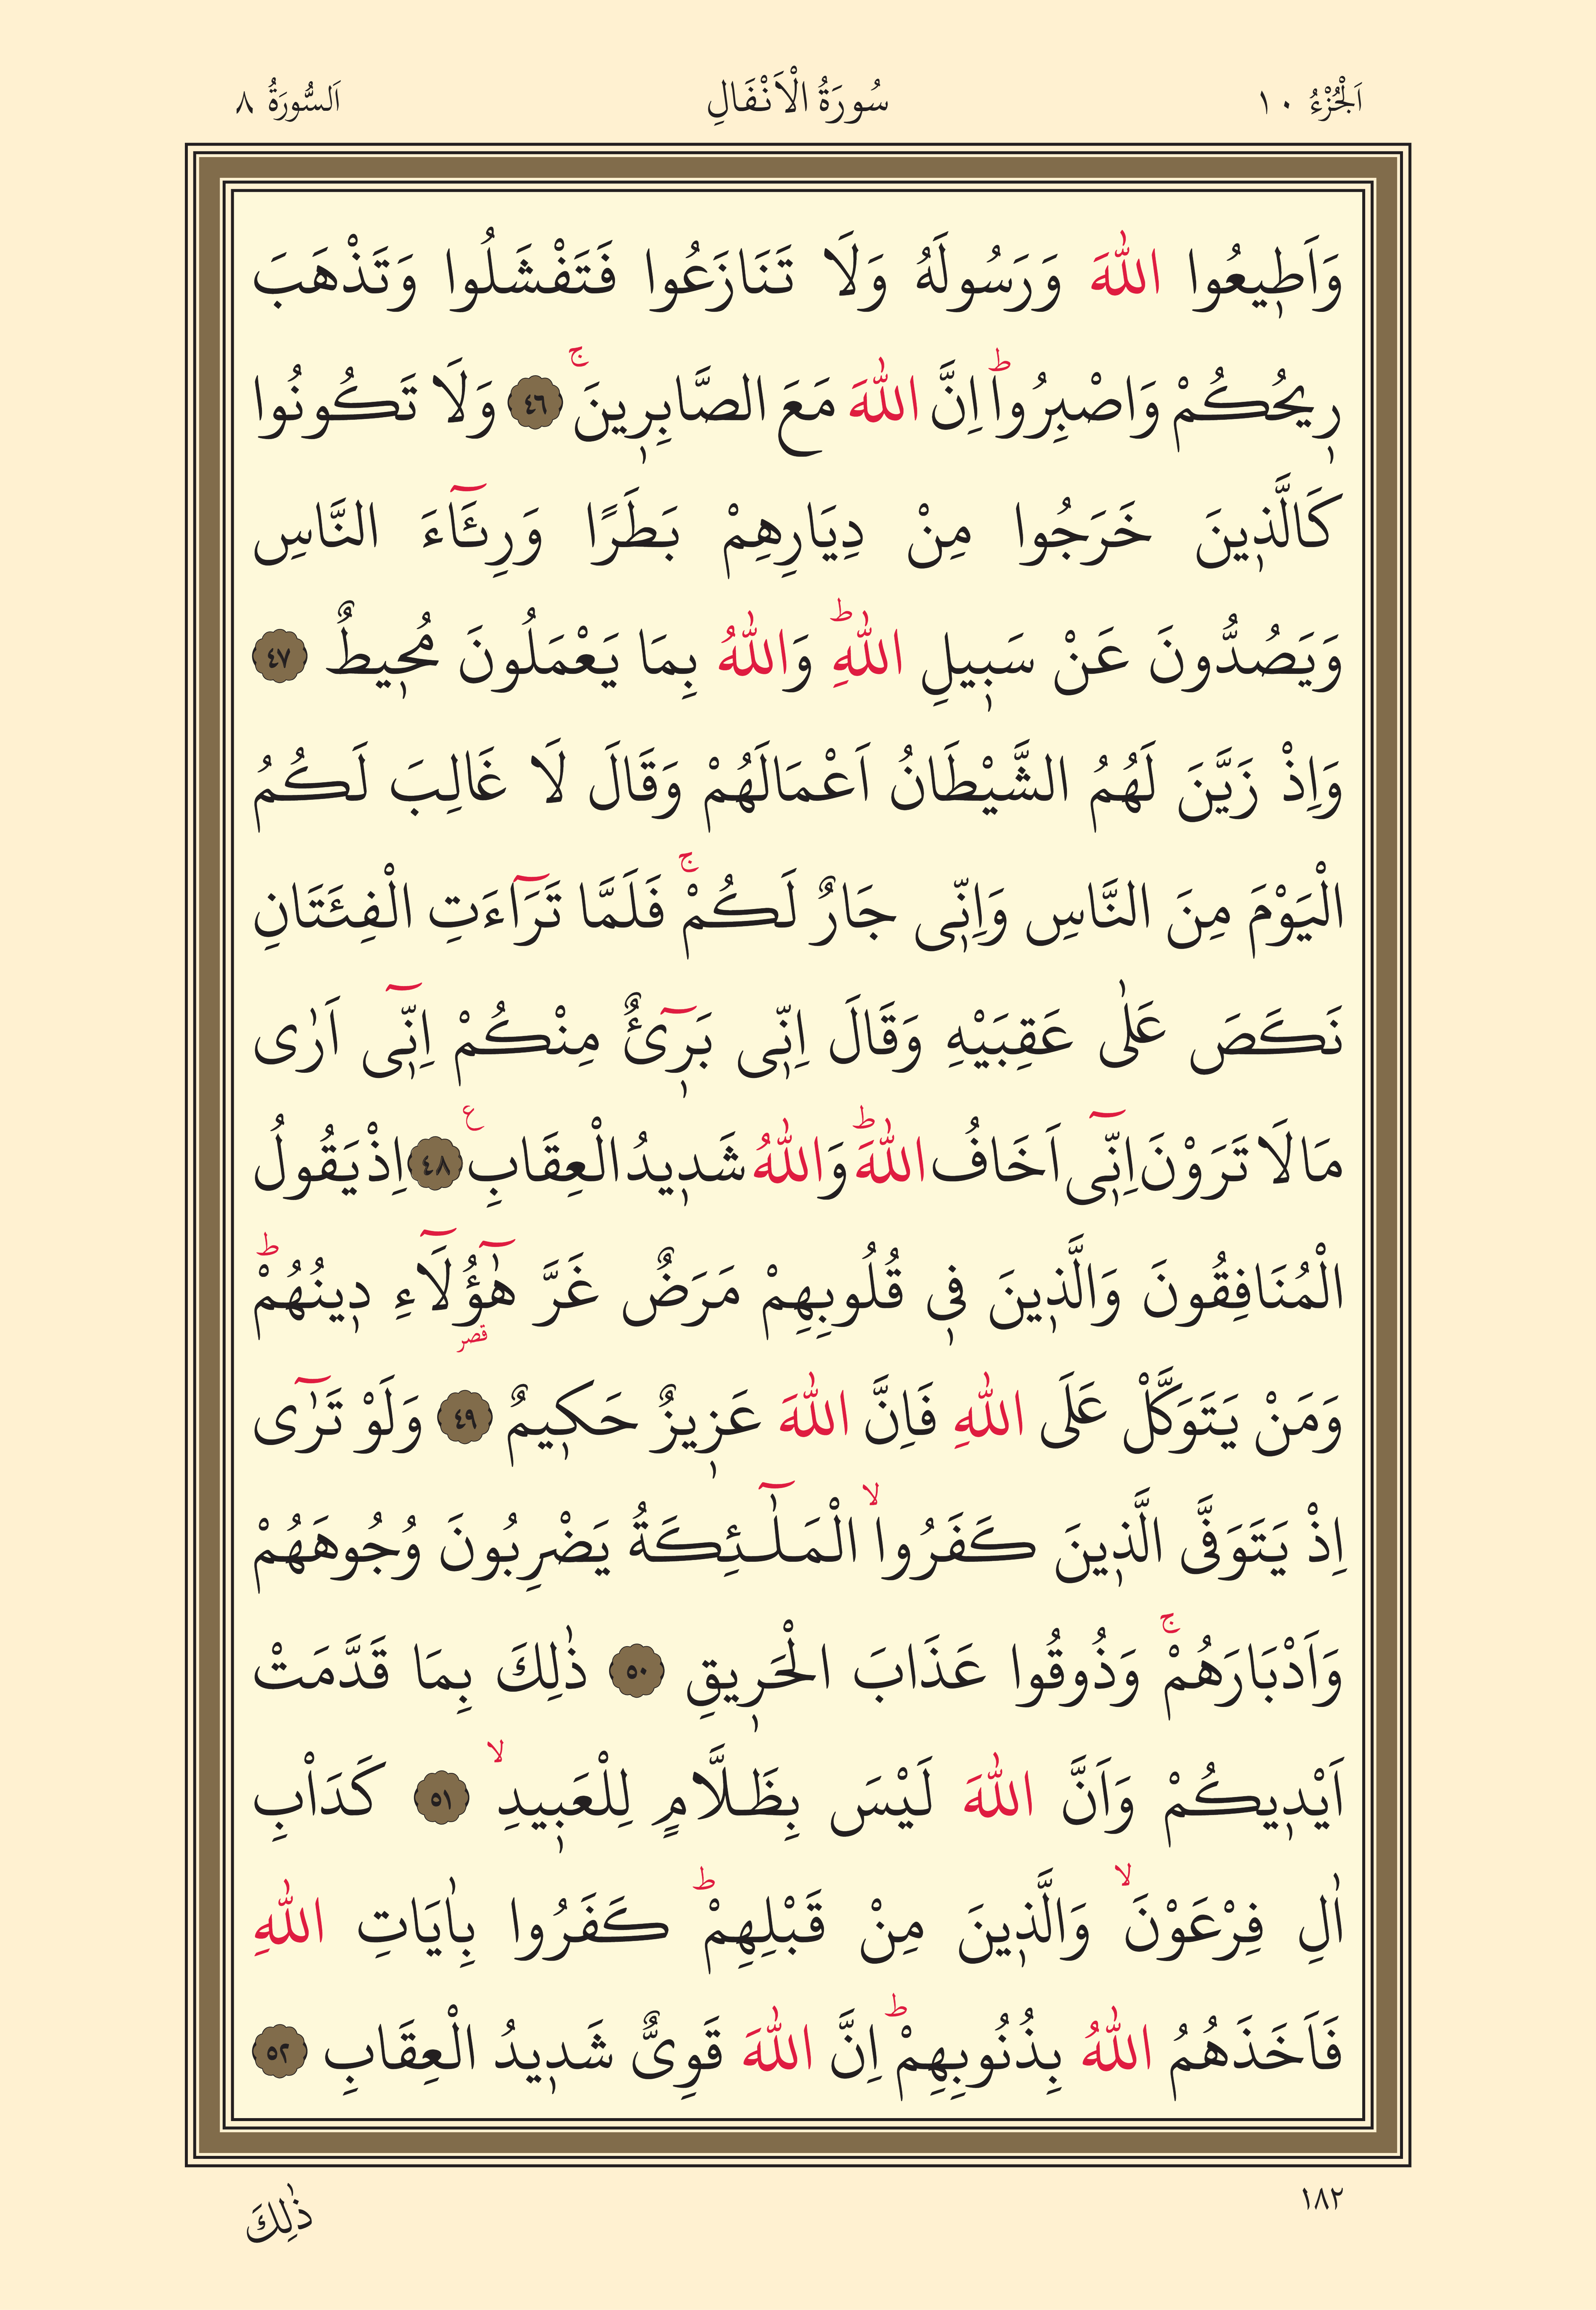 اَلْجُزْءُ ١٠ سُورَةُ الْاَنْفَالِ اَلسُّورَةُ ٨
وَاَطٖيعُوا اللّٰهَ وَرَسُولَهُ وَلَا تَنَازَعُوا فَتَفْشَلُوا وَتَذْهَبَ
رٖيحُكُمْ وَاصْبِرُواؕ اِنَّ اللّٰهَ مَعَ الصَّابِرٖينَۚ ٤٦ وَلَا تَكُونُوا
كَالَّذٖينَ خَرَجُوا مِنْ دِيَارِهِمْ بَطَرًا وَرِئَٓاءَ النَّاسِ
وَيَصُدُّونَ عَنْ سَبٖيلِ اللّٰهِؕ وَاللّٰهُ بِمَا يَعْمَلُونَ مُحٖيطٌ ٤٧
وَاِذْ زَيَّنَ لَهُمُ الشَّيْطَانُ اَعْمَالَهُمْ وَقَالَ لَا غَالِبَ لَكُمُ
الْيَوْمَ مِنَ النَّاسِ وَاِنّٖى جَارٌ لَكُمْۚ فَلَمَّا تَرَٓاءَتِ الْفِئَتَانِ
نَكَصَ عَلٰى عَقِبَيْهِ وَقَالَ اِنّٖى بَرٖٓىءٌ مِنْكُمْ اِنّٖٓى اَرٰى
مَا لَا تَرَوْنَ اِنّٖٓى اَخَافُ اللّٰهَؕ وَاللّٰهُ شَدٖيدُ الْعِقَابِ ع ٤٨ اِذْ يَقُولُ
الْمُنَافِقُونَ وَالَّذٖينَ فٖى قُلُوبِهِمْ مَرَضٌ غَرَّ هٰٓؤُ۬لَٓاءِ دٖينُهُمْؕ
قصر
وَمَنْ يَتَوَكَّلْ عَلَى اللّٰهِ فَاِنَّ اللّٰهَ عَزٖيزٌ حَكٖيمٌ ٤٩ وَلَوْ تَرٰٓى
اِذْ يَتَوَفَّى الَّذٖينَ كَفَرُواۙ الْمَلٰٓـئِكَةُ يَضْرِبُونَ وُجُوهَهُمْ
وَاَدْبَارَهُمْۚ وَذُوقُوا عَذَابَ الْحَرٖيقِ ٥٠ ذٰلِكَ بِمَا قَدَّمَتْ
اَيْدٖيكُمْ وَاَنَّ اللّٰهَ لَيْسَ بِظَلَّامٍ لِلْعَبٖيدِۙ ٥١ كَدَاْبِ
اٰلِ فِرْعَوْنَۙ وَالَّذٖينَ مِنْ قَبْلِهِمْؕ كَفَرُوا بِاٰيَاتِ اللّٰهِ
فَاَخَذَهُمُ اللّٰهُ بِذُنُوبِهِمْؕ اِنَّ اللّٰهَ قَوِىٌّ شَدٖيدُ الْعِقَابِ ٥٢
١٨٢ ذٰلِكَ